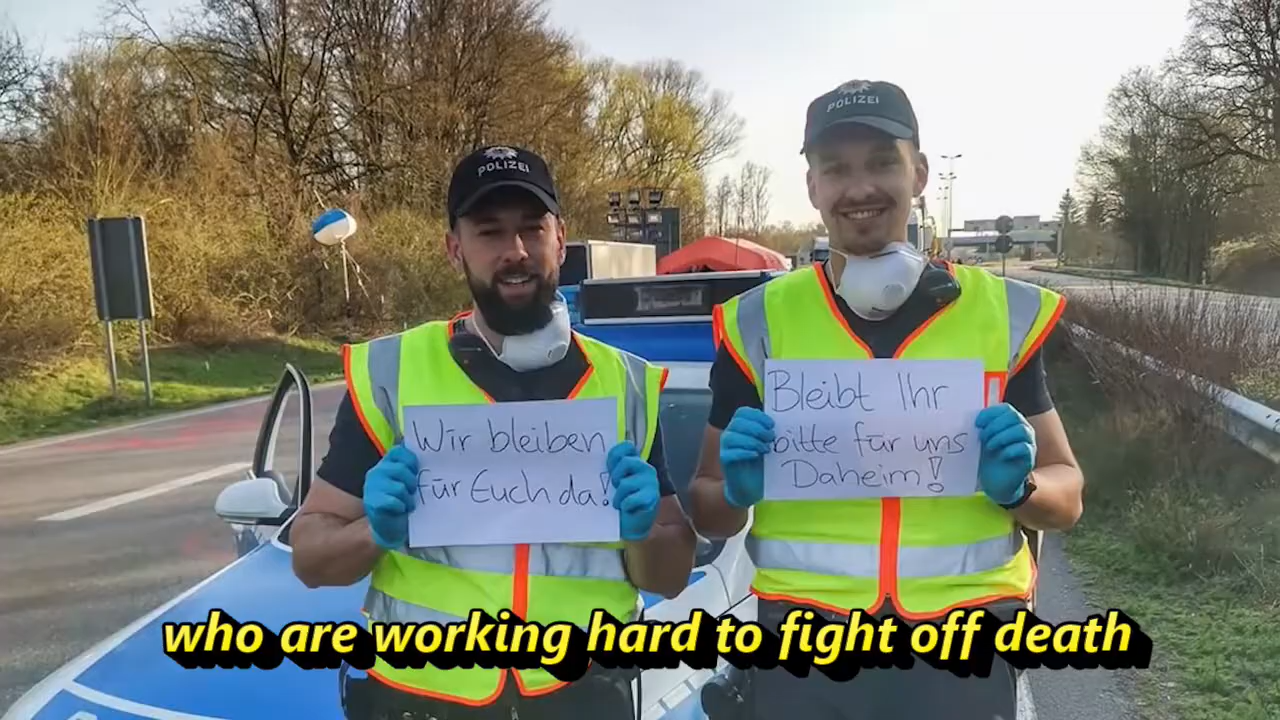 POLIZEI
POLIZEI
Wir bleiben
für Euch da!
Bleibt Ihr
bitte für uns
Daheim!
who are working hard to fight off death